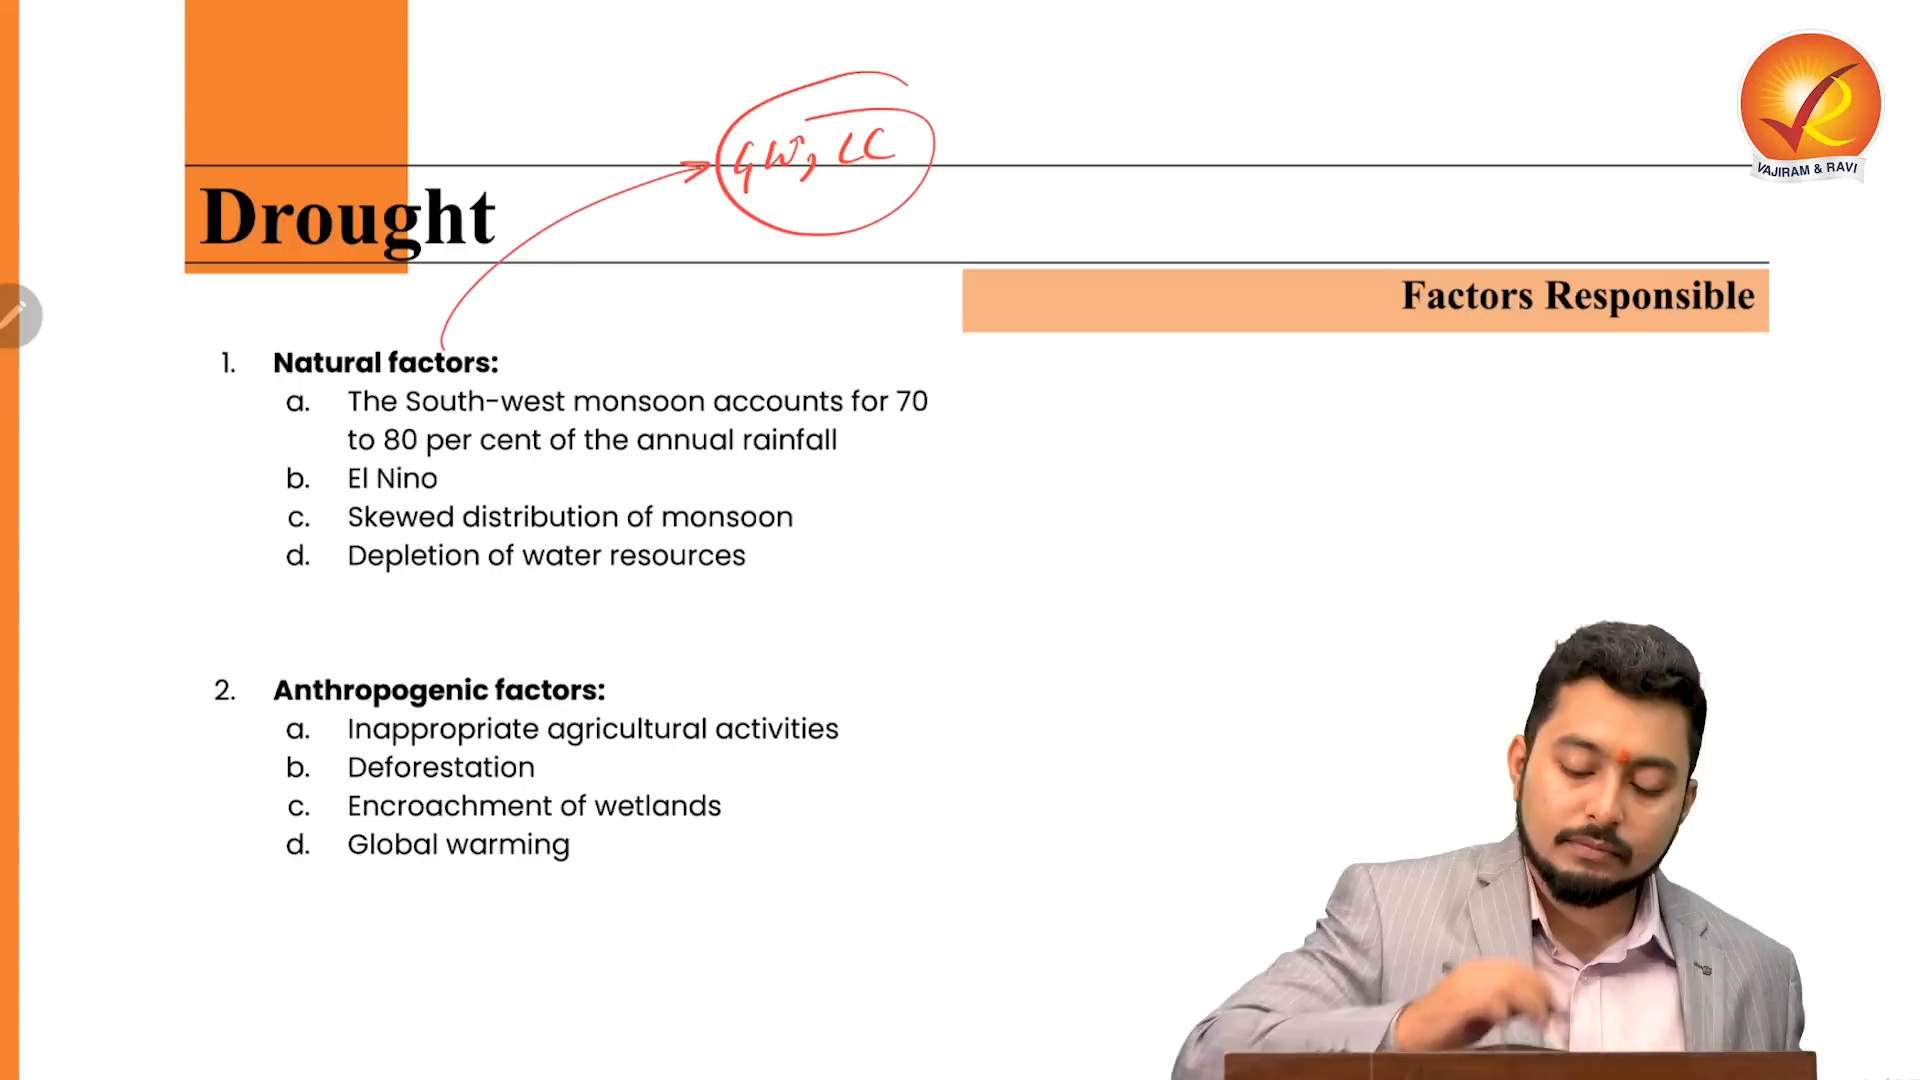 GW, CC
VAJIRAM & RAVI
Drought
Factors Responsible
1. Natural factors:
a. The South-west monsoon accounts for 70
to 80 per cent of the annual rainfall
b. El Nino
c. Skewed distribution of monsoon
d. Depletion of water resources
2. Anthropogenic factors:
a. Inappropriate agricultural activities
b. Deforestation
c. Encroachment of wetlands
d. Global warming